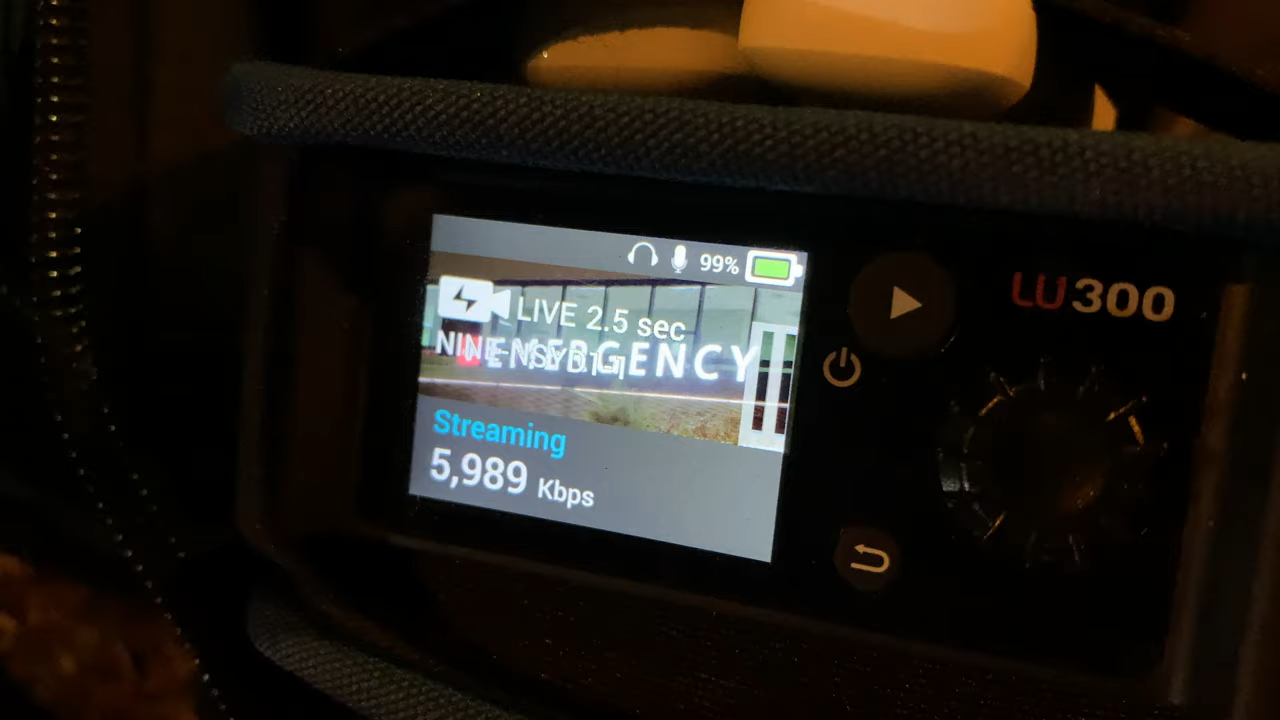 99%
LIVE 2.5 sec
EMERGENCY
Streaming
5,989 Kbps
LU300